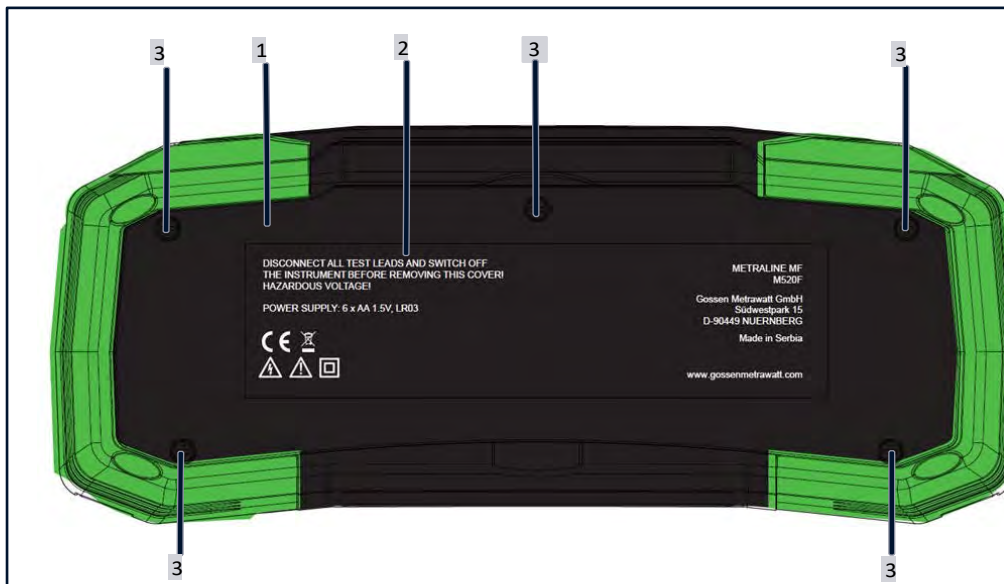 3
1
2
3
3
DISCONNECT ALL TEST LEADS AND SWITCH OFF
THE INSTRUMENT BEFORE REMOVING THIS COVER!
HAZARDOUS VOLTAGE!
POWER SUPPLY: 6 x AA 1.5V, LR03
CE
METRALINE MF
M520F
Gossen Metrawatt GmbH
Südwestpark 15
D-90449 NUERNBERG
Made in Serbia
www.gossenmetrawatt.com
3
3